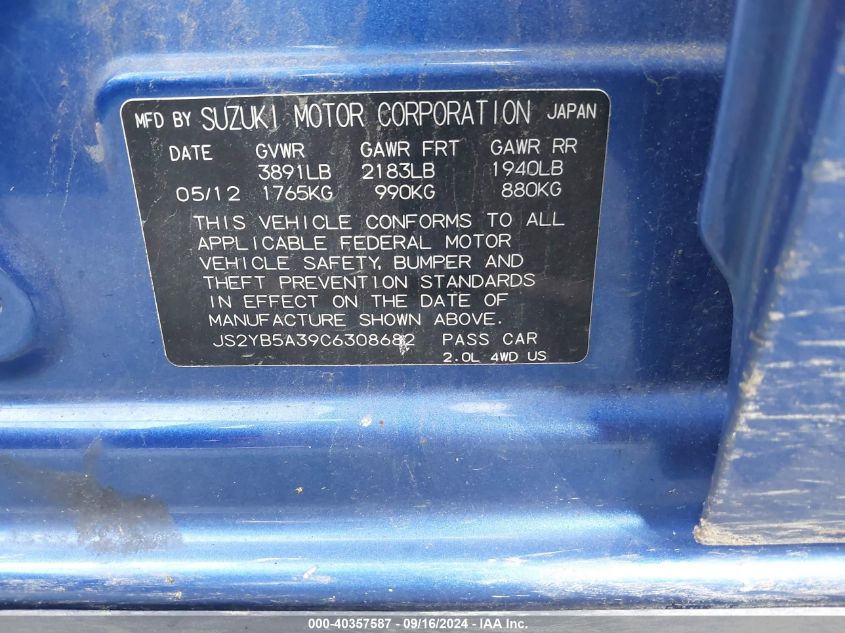 MFD BY SUZUKI MOTOR CORPORATION JAPAN
DATE GVWR GAWR FRT GAWR RR
3891LB 2183LB 1940LB
05/12 1765KG 990KG 880KG
THIS VEHICLE CONFORMS TO ALL
APPLICABLE FEDERAL MOTOR
VEHICLE SAFETY, BUMPER AND
THEFT PREVENTION STANDARDS
IN EFFECT ON THE DATE OF
MANUFACTURE SHOWN ABOVE.
JS2YB5A39C6308682 PASS CAR
2.0L 4WD US
000-40357587 - 09/16/2024 - IAA Inc.